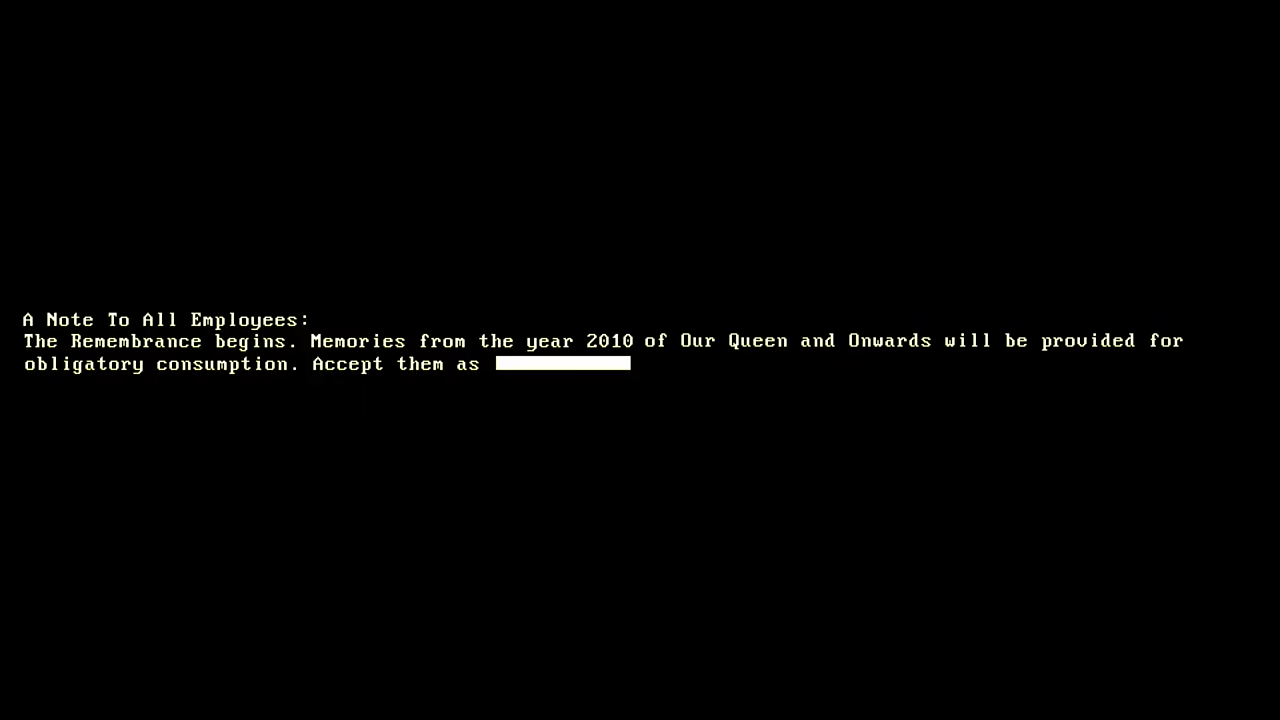 A Note To All Employees:
The Remembrance begins. Memories from the year 2010 of Our Queen and Onwards will be provided for
obligatory consumption. Accept them as